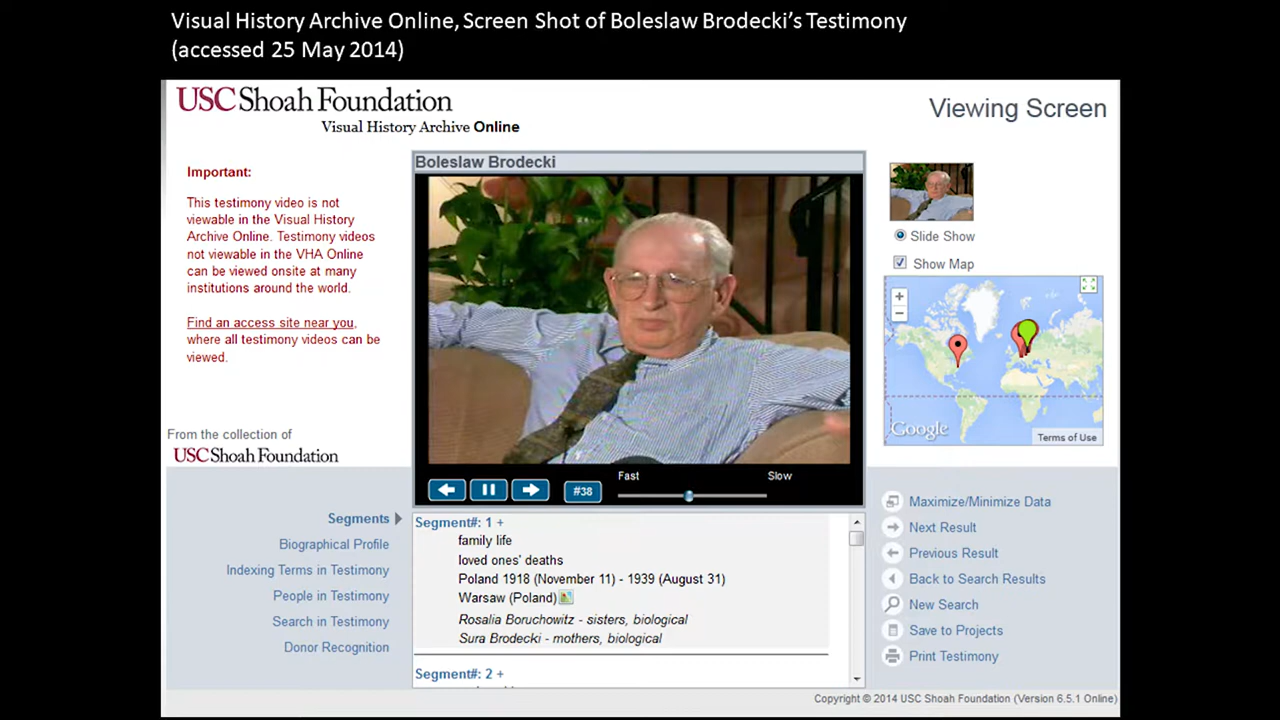 Visual History Archive Online, Screen Shot of Boleslaw Brodecki's Testimony
(accessed 25 May 2014)
USC Shoah Foundation
Visual History Archive Online
Viewing Screen
Important:
This testimony video is not
viewable in the Visual History
Archive Online. Testimony videos
not viewable in the VHA Online
can be viewed onsite at many
institutions around the world.
Find an access site near you,
where all testimony videos can be
viewed.
From the collection of
USC Shoah Foundation
Boleslaw Brodecki
Fast
Slow
#38
Slide Show
Show Map
+
−
Google
Terms of Use
Segments
Biographical Profile
Indexing Terms in Testimony
People in Testimony
Search in Testimony
Donor Recognition
Segment#: 1 +
family life
loved ones' deaths
Poland 1918 (November 11) - 1939 (August 31)
Warsaw (Poland)
Rosalia Boruchowitz - sisters, biological
Sura Brodecki - mothers, biological
Segment#: 2 +
Maximize/Minimize Data
Next Result
Previous Result
Back to Search Results
New Search
Save to Projects
Print Testimony
Copyright © 2014 USC Shoah Foundation (Version 6.5.1 Online)